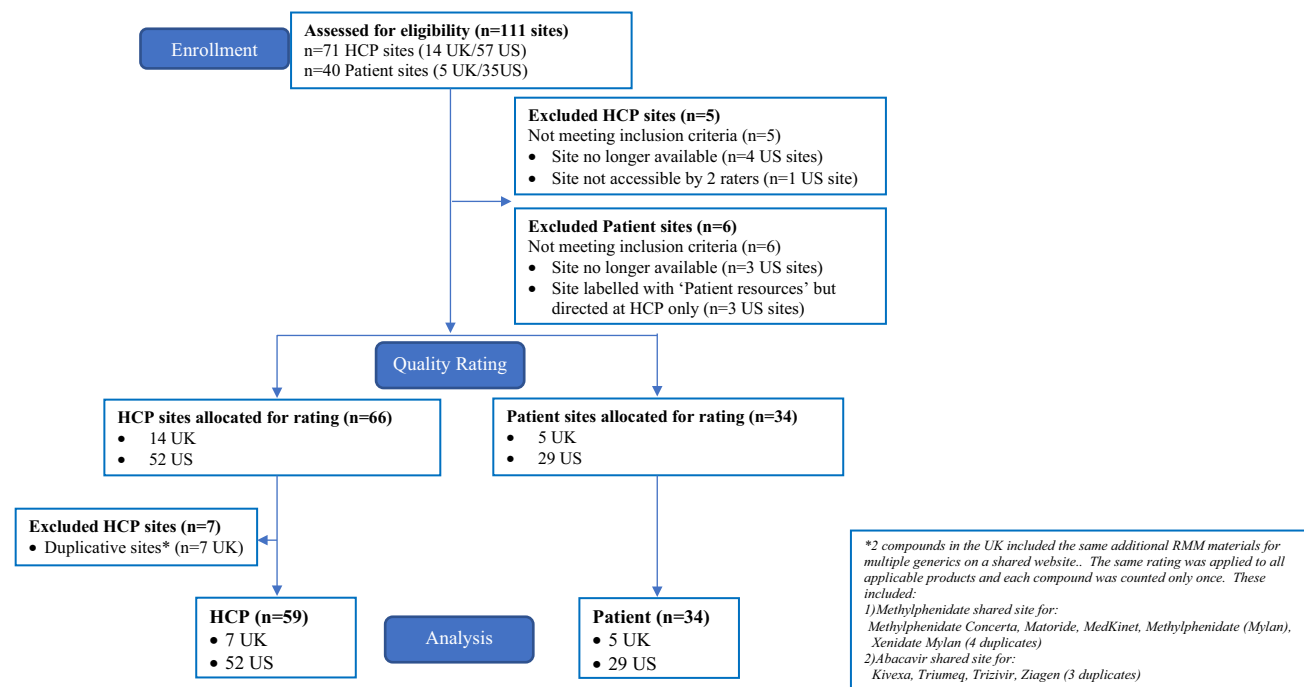 Enrollment
Assessed for eligibility (n=111 sites)
n=71 HCP sites (14 UK/57 US)
n=40 Patient sites (5 UK/35US)
Excluded HCP sites (n=5)
Not meeting inclusion criteria (n=5)
• Site no longer available (n=4 US sites)
• Site not accessible by 2 raters (n=1 US site)
Excluded Patient sites (n=6)
Not meeting inclusion criteria (n=6)
• Site no longer available (n=3 US sites)
• Site labelled with ‘Patient resources’ but
directed at HCP only (n=3 US sites)
Quality Rating
HCP sites allocated for rating (n=66)
• 14 UK
• 52 US
Patient sites allocated for rating (n=34)
• 5 UK
• 29 US
Excluded HCP sites (n=7)
• Duplicative sites* (n=7 UK)
HCP (n=59)
• 7 UK
• 52 US
Analysis
Patient (n=34)
• 5 UK
• 29 US
*2 compounds in the UK included the same additional RMM materials for
multiple generics on a shared website.. The same rating was applied to all
applicable products and each compound was counted only once. These
included:
1)Methylphenidate shared site for:
Methylphenidate Concerta, Matoride, MedKinet, Methylphenidate (Mylan),
Xenidate Mylan (4 duplicates)
2)Abacavir shared site for:
Kivexa, Triumeq, Trizivir, Ziagen (3 duplicates)